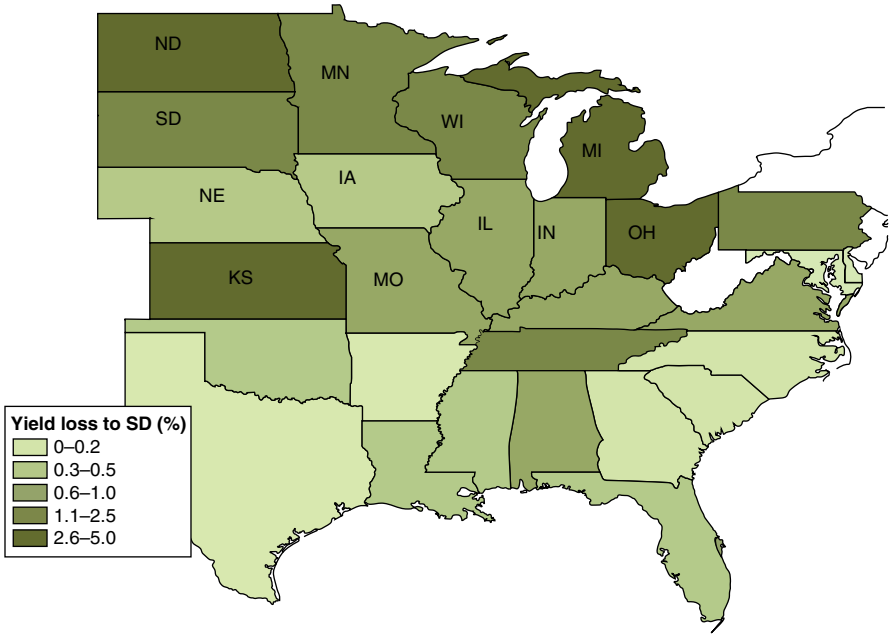 ND
MN
SD
WI
MI
IA
NE
IL
IN
OH
KS
MO
Yield loss to SD (%)
0–0.2
0.3–0.5
0.6–1.0
1.1–2.5
2.6–5.0